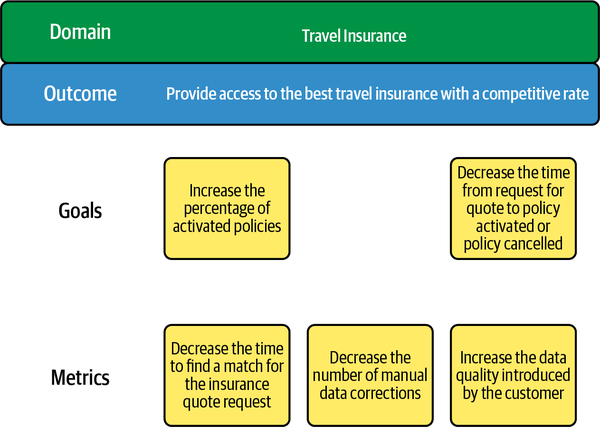 Domain
Travel Insurance
Outcome
Provide access to the best travel insurance with a competitive rate
Goals
Increase the
percentage of
activated policies
Decrease the time
from request for
quote to policy
activated or
policy cancelled
Metrics
Decrease the time
to find a match for
the insurance
quote request
Decrease the
number of manual
data corrections
Increase the data
quality introduced
by the customer